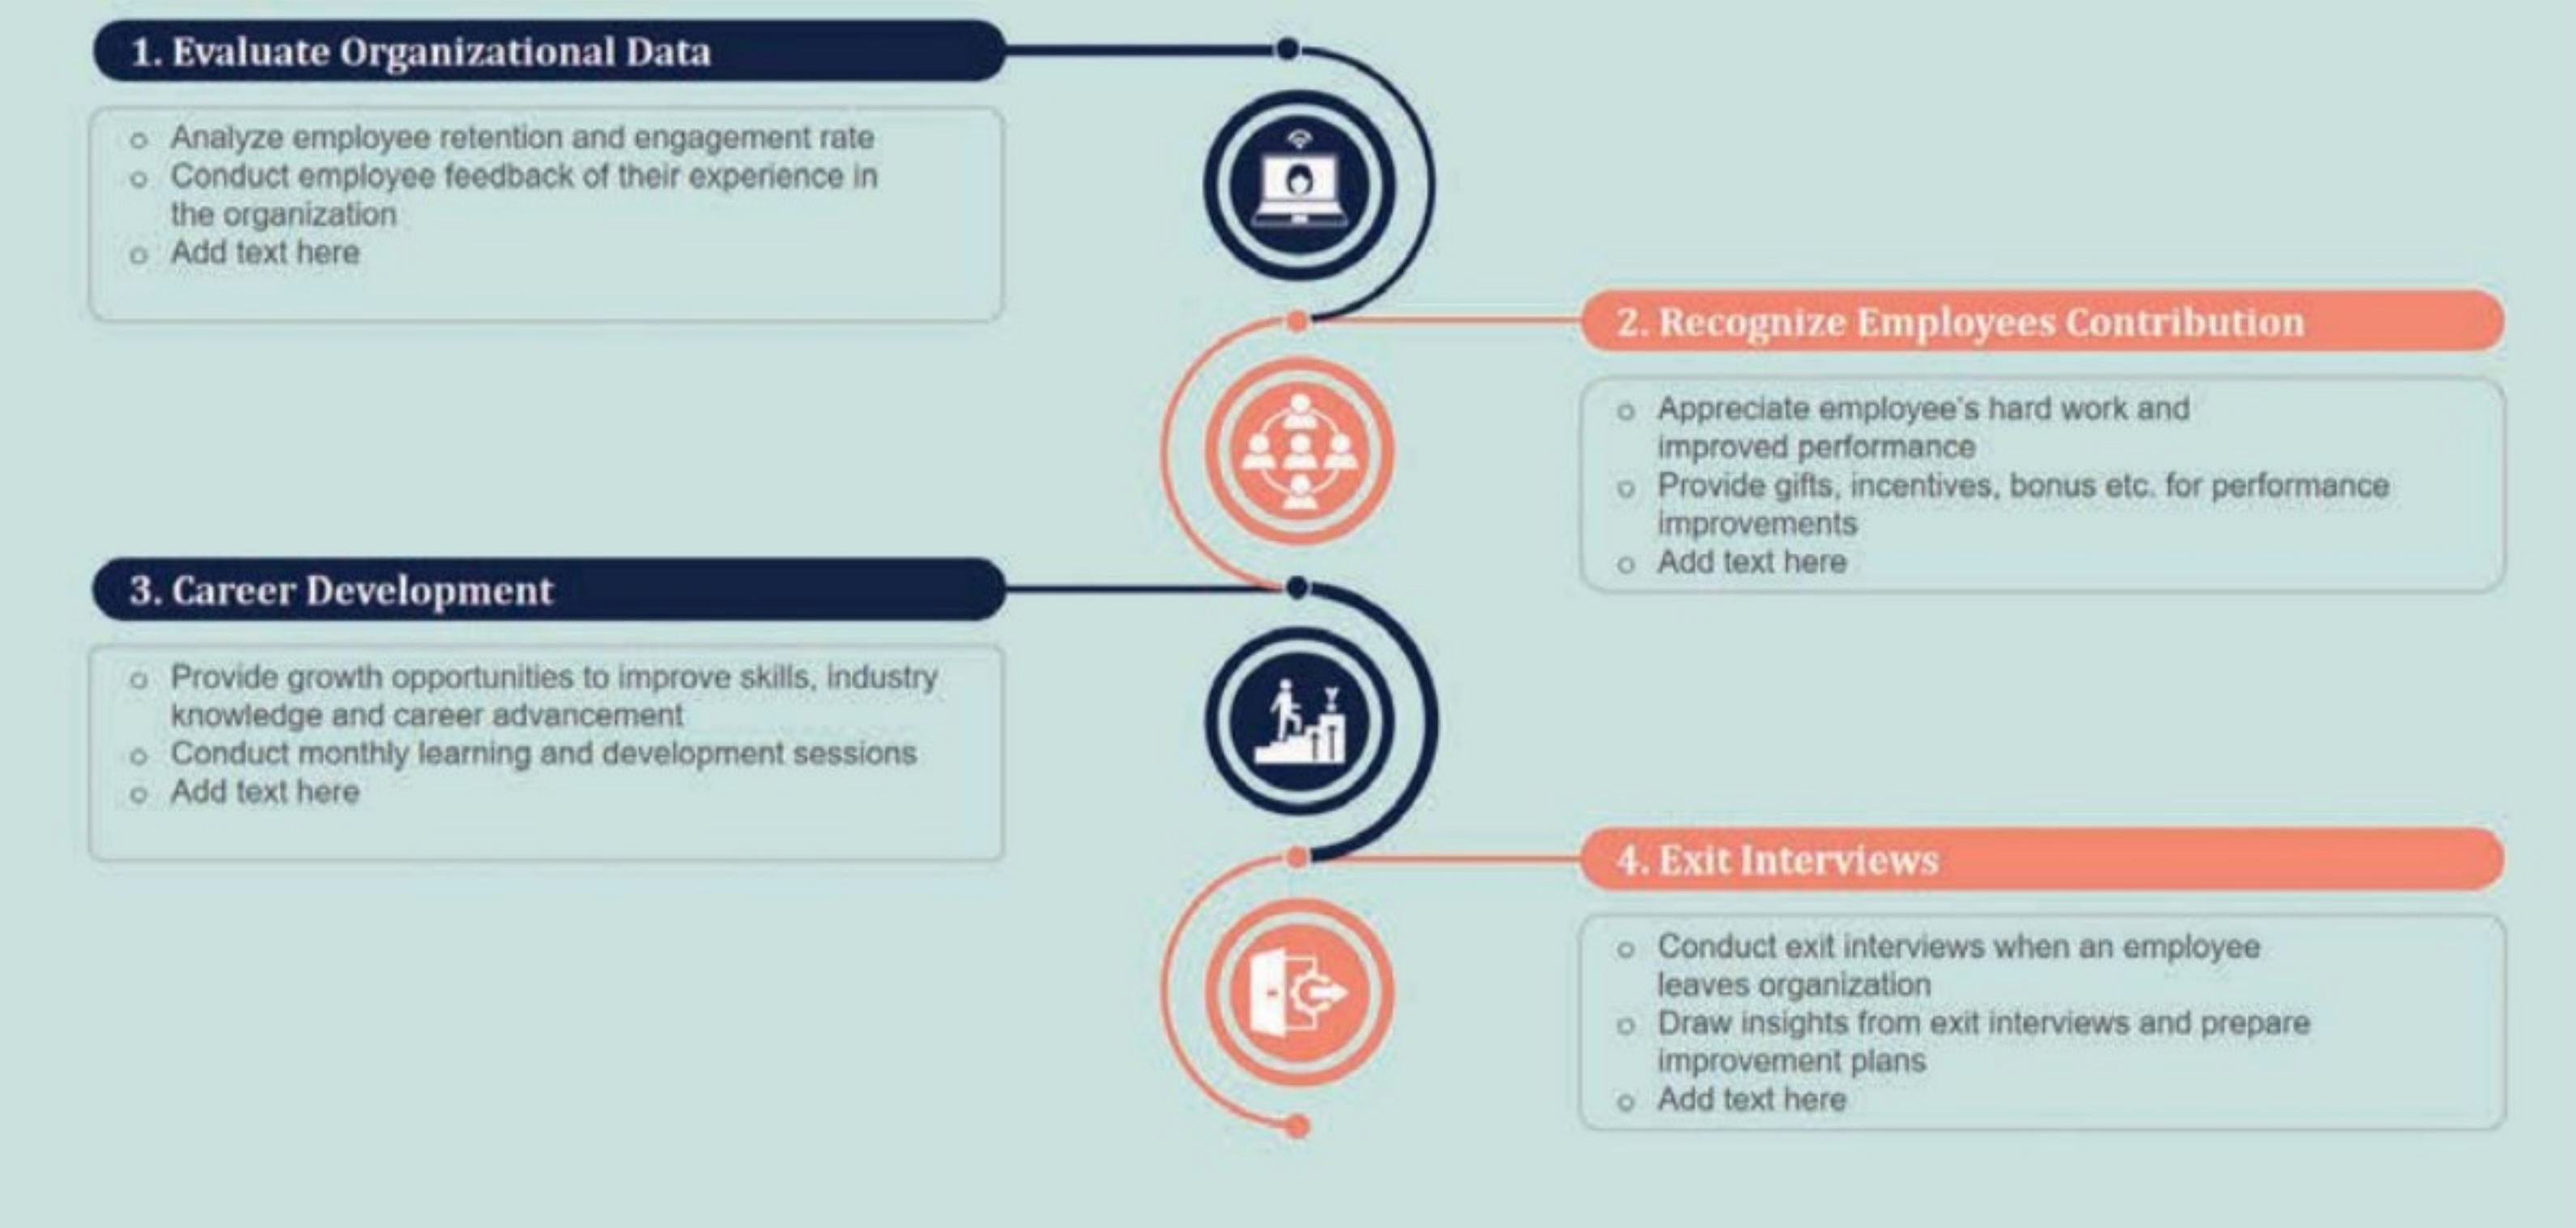 1. Evaluate Organizational Data
o Analyze employee retention and engagement rate
o Conduct employee feedback of their experience in
the organization
o Add text here
2. Recognize Employees Contribution
o Appreciate employee's hard work and
improved performance
o Provide gifts, incentives, bonus etc. for performance
improvements
o Add text here
3. Career Development
o Provide growth opportunities to improve skills, industry
knowledge and career advancement
o Conduct monthly learning and development sessions
o Add text here
4. Exit Interviews
o Conduct exit interviews when an employee
leaves organization
o Draw insights from exit interviews and prepare
improvement plans
o Add text here